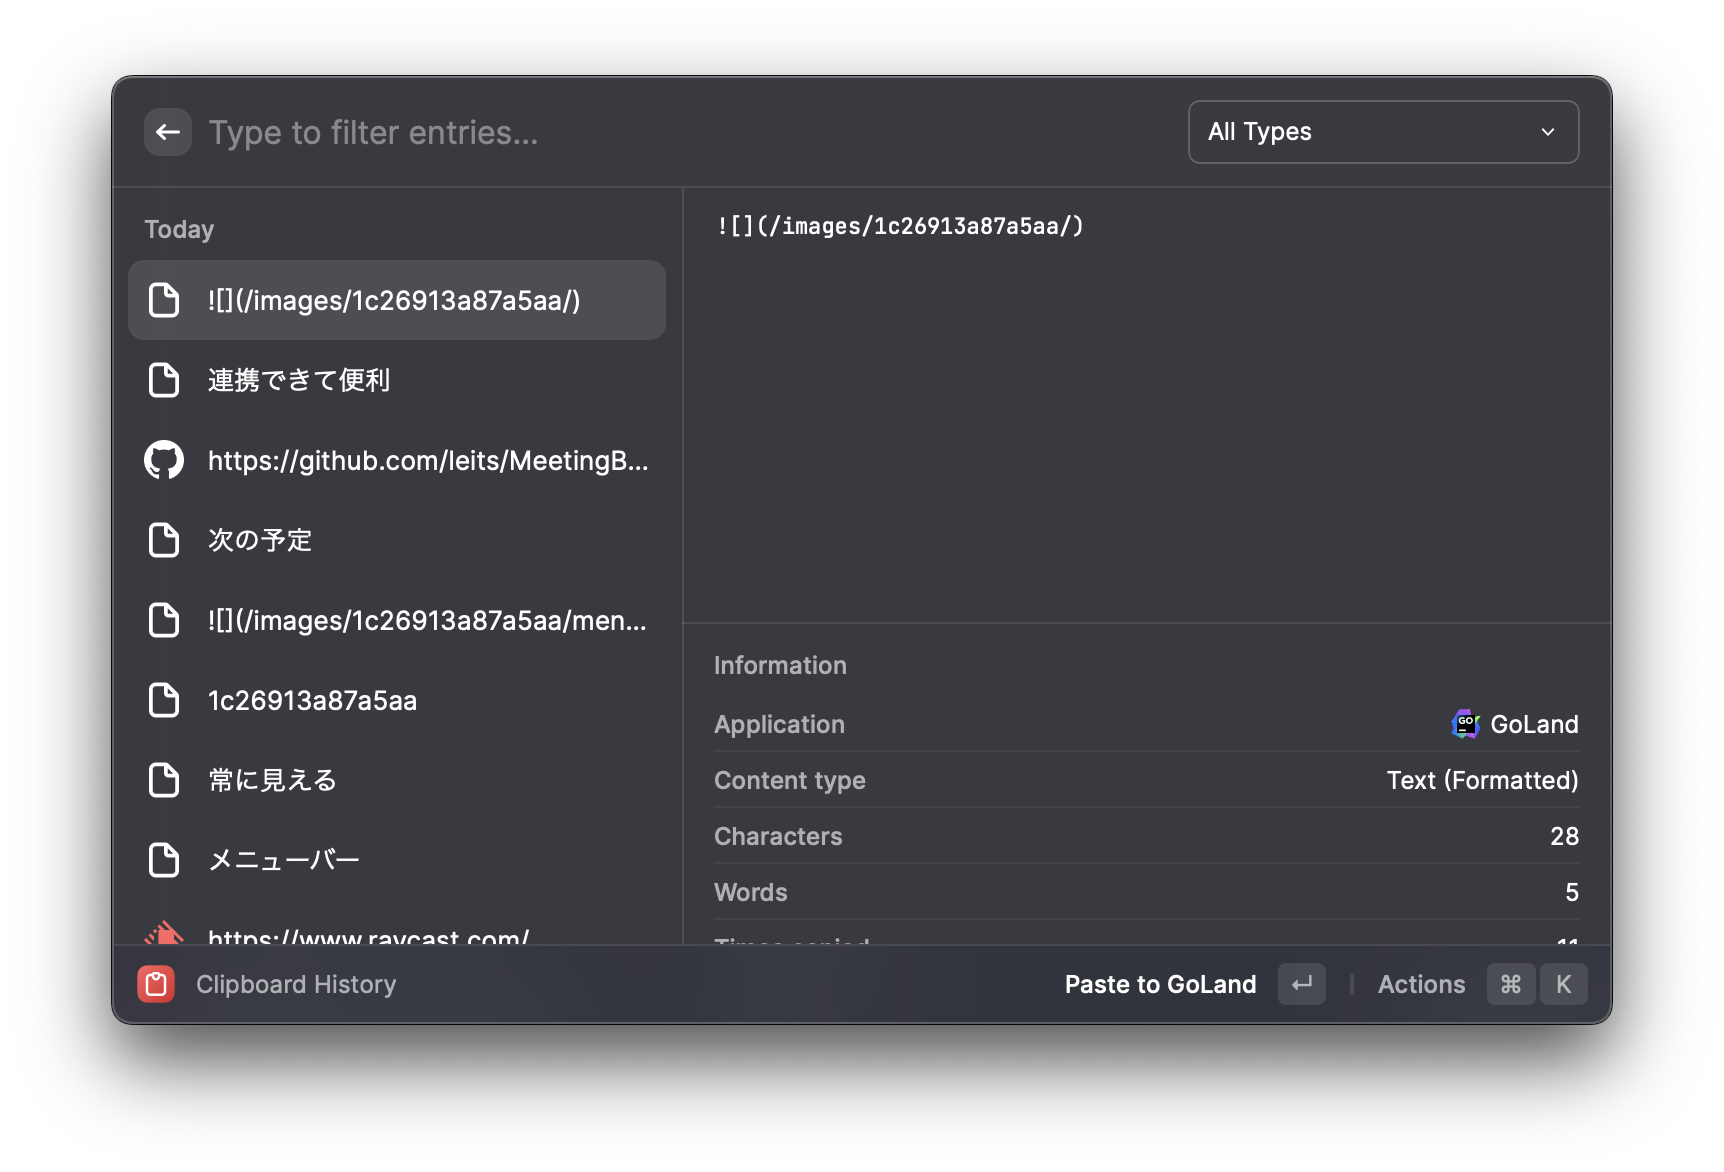 Type to filter entries...
All Types
Today
![](/images/1c26913a87a5aa/)
連携できて便利
https://github.com/leits/MeetingB...
次の予定
![](/images/1c26913a87a5aa/men...
1c26913a87a5aa
常に見える
メニューバー
https://www.raycast.com/
![](/images/1c26913a87a5aa/)
Information
Application GoLand
Content type Text (Formatted)
Characters 28
Words 5
Times copied 11
Clipboard History
Paste to GoLand
Actions ⌘ K